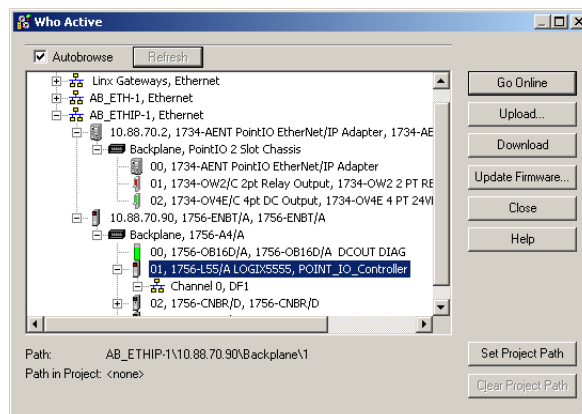 Who Active
Autobrowse
Refresh
Linx Gateways, Ethernet
AB_ETH-1, Ethernet
AB_ETHIP-1, Ethernet
10.88.70.2, 1734-AENT PointIO EtherNet/IP Adapter, 1734-AE
Backplane, PointIO 2 Slot Chassis
00, 1734-AENT PointIO EtherNet/IP Adapter
01, 1734-OW2/C 2pt Relay Output, 1734-OW2 2 PT RE
02, 1734-OV4E/C 4pt DC Output, 1734-OV4E 4 PT 24V
10.88.70.90, 1756-ENBT/A, 1756-ENBT/A
Backplane, 1756-A4/A
00, 1756-OB16D/A, 1756-OB16D/A DCOUT DIAG
01, 1756-L55/A LOGIX5555, POINT_IO_Controller
Channel 0, DF1
02, 1756-CNBR/D, 1756-CNBR/D
Go Online
Upload...
Download
Update Firmware...
Close
Help
Path: AB_ETHIP-1\10.88.70.90\Backplane\1
Path in Project: <none>
Set Project Path
Clear Project Path